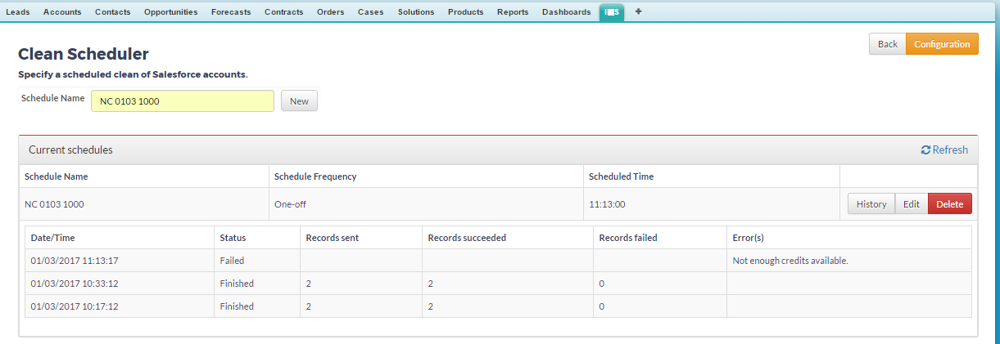 Leads Accounts Contacts Opportunities Forecasts Contracts Orders Cases Solutions Products Reports Dashboards +
Back Configuration
Clean Scheduler
Specify a scheduled clean of Salesforce accounts.
Schedule Name NC 0103 1000 New
Current schedules Refresh
Schedule Name Schedule Frequency Scheduled Time
NC 0103 1000 One-off 11:13:00 History Edit Delete
Date/Time Status Records sent Records succeeded Records failed Error(s)
01/03/2017 11:13:17 Failed Not enough credits available.
01/03/2017 10:33:12 Finished 2 2 0
01/03/2017 10:17:12 Finished 2 2 0